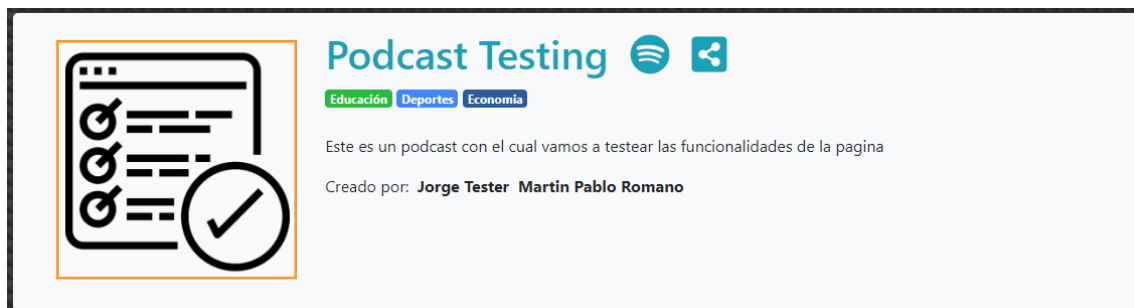 Podcast Testing
Educación Deportes Economia
Este es un podcast con el cual vamos a testear las funcionalidades de la pagina
Creado por: Jorge Tester Martin Pablo Romano